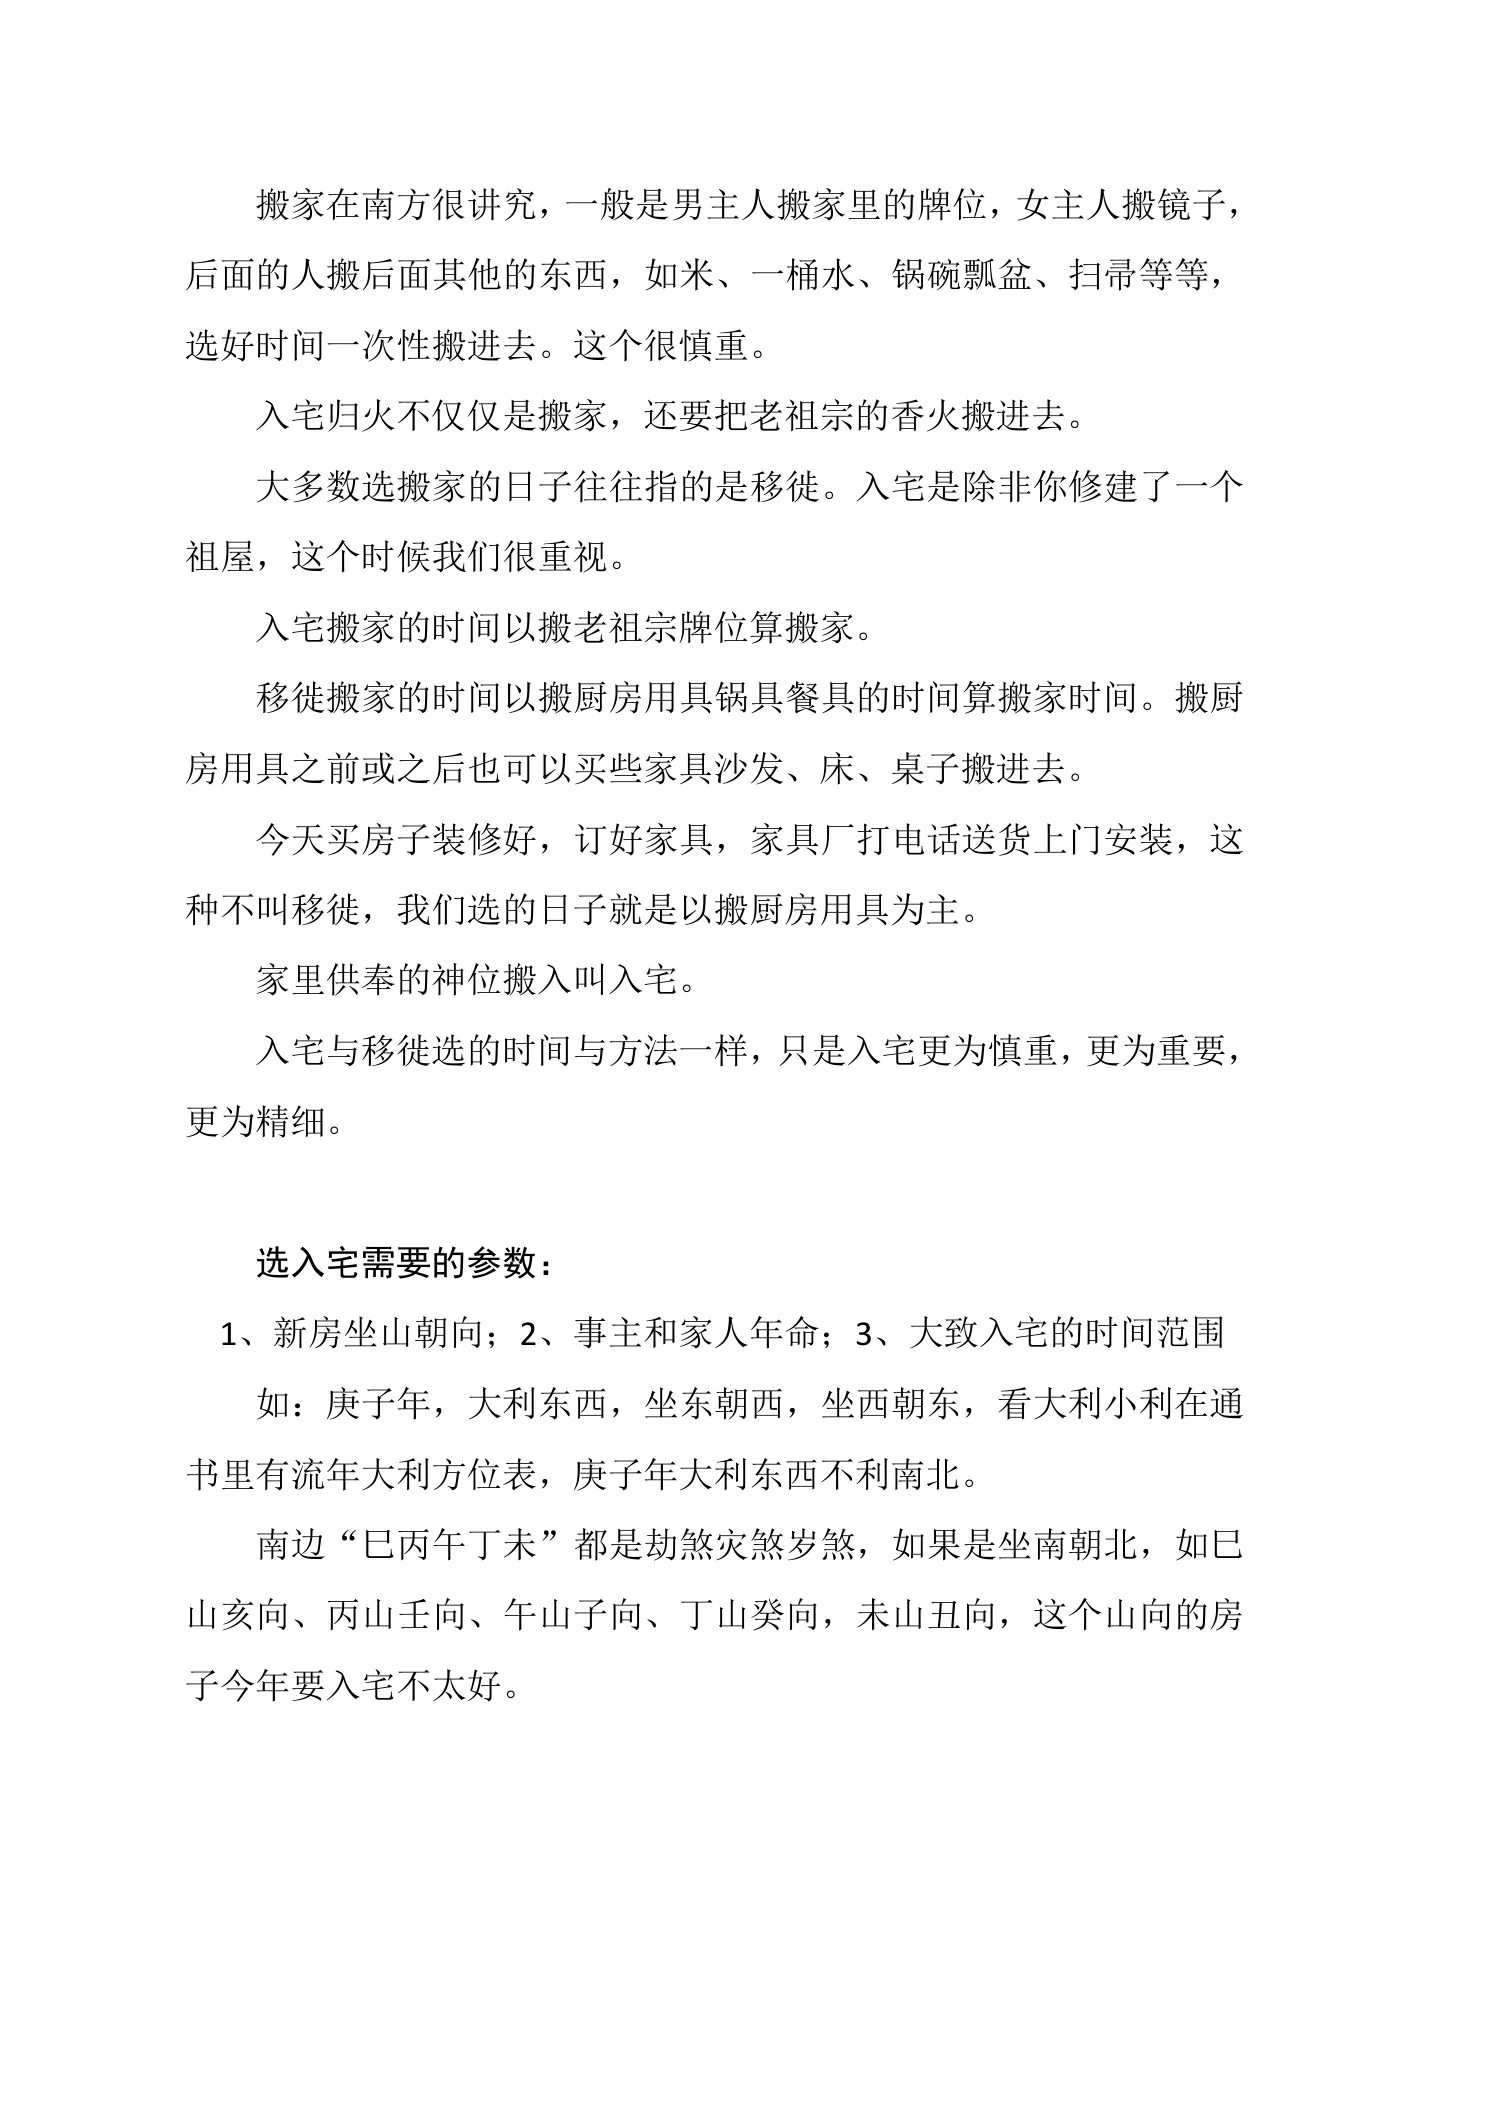 搬家在南方很讲究，一般是男主人搬家里的牌位，女主人搬镜子，
后面的人搬后面其他的东西，如米、一桶水、锅碗瓢盆、扫帚等等，
选好时间一次性搬进去。这个很慎重。
入宅归火不仅仅是搬家，还要把老祖宗的香火搬进去。
大多数选搬家的日子往往指的是移徙。入宅是除非你修建了一个
祖屋，这个时候我们很重视。
入宅搬家的时间以搬老祖宗牌位算搬家。
移徙搬家的时间以搬厨房用具锅具餐具的时间算搬家时间。搬厨
房用具之前或之后也可以买些家具沙发、床、桌子搬进去。
今天买房子装修好，订好家具，家具厂打电话送货上门安装，这
种不叫移徙，我们选的日子就是以搬厨房用具为主。
家里供奉的神位搬入叫入宅。
入宅与移徙选的时间与方法一样，只是入宅更为慎重，更为重要，
更为精细。
选入宅需要的参数：
1、新房坐山朝向；2、事主和家人年命；3、大致入宅的时间范围
如：庚子年，大利东西，坐东朝西，坐西朝东，看大利小利在通
书里有流年大利方位表，庚子年大利东西不利南北。
南边“巳丙午丁未”都是劫煞灾煞岁煞，如果是坐南朝北，如巳
山亥向、丙山壬向、午山子向、丁山癸向，未山丑向，这个山向的房
子今年要入宅不太好。